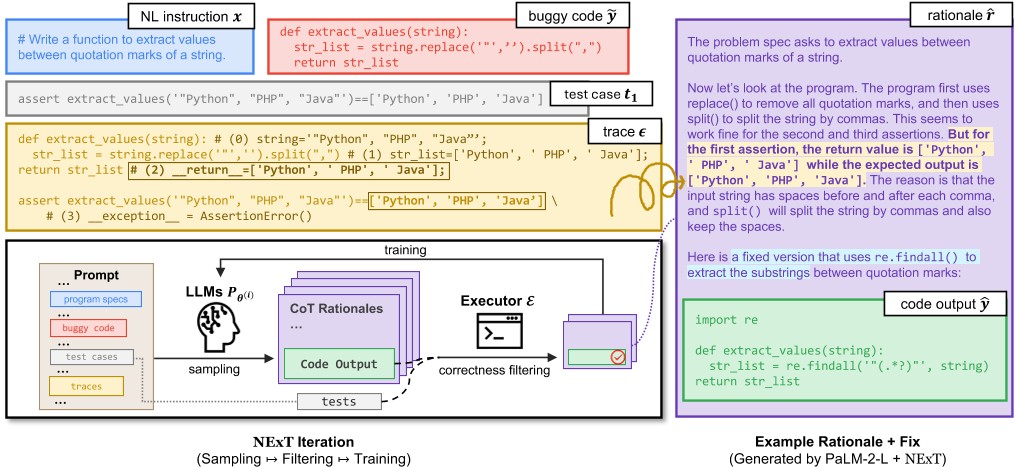 NL instruction x
# Write a function to extract values
between quotation marks of a string.
buggy code ỹ
def extract_values(string):
str_list = string.replace('"','').split(",")
return str_list
test case t₁
assert extract_values('"Python", "PHP", "Java"')==['Python', 'PHP', 'Java']
trace ϵ
def extract_values(string): # (0) string='"Python", "PHP", "Java"';
str_list = string.replace('"','').split(",") # (1) str_list=['Python', ' PHP', ' Java'];
return str_list # (2) __return__=['Python', ' PHP', ' Java'];
assert extract_values('"Python", "PHP", "Java"')==['Python', 'PHP', 'Java'] \
# (3) __exception__ = AssertionError()
Prompt
...
program specs
...
buggy code
...
test cases
...
traces
...
training
LLMs P_θ(i)
sampling
CoT Rationales
...
Code Output
tests
Executor ℰ
correctness filtering
NExT Iteration
(Sampling ↦ Filtering ↦ Training)
rationale r̂
The problem spec asks to extract values between
quotation marks of a string.
Now let's look at the program. The program first uses
replace() to remove all quotation marks, and then uses
split() to split the string by commas. This seems to
work fine for the second and third assertions. But for
the first assertion, the return value is ['Python',
' PHP', ' Java'] while the expected output is
['Python', 'PHP', 'Java']. The reason is that the
input string has spaces before and after each comma,
and split() will split the string by commas and also
keep the spaces.
Here is a fixed version that uses re.findall() to
extract the substrings between quotation marks:
code output ŷ
import re
def extract_values(string):
str_list = re.findall('"(.*?)"', string)
return str_list
Example Rationale + Fix
(Generated by PaLM-2-L + NExT)